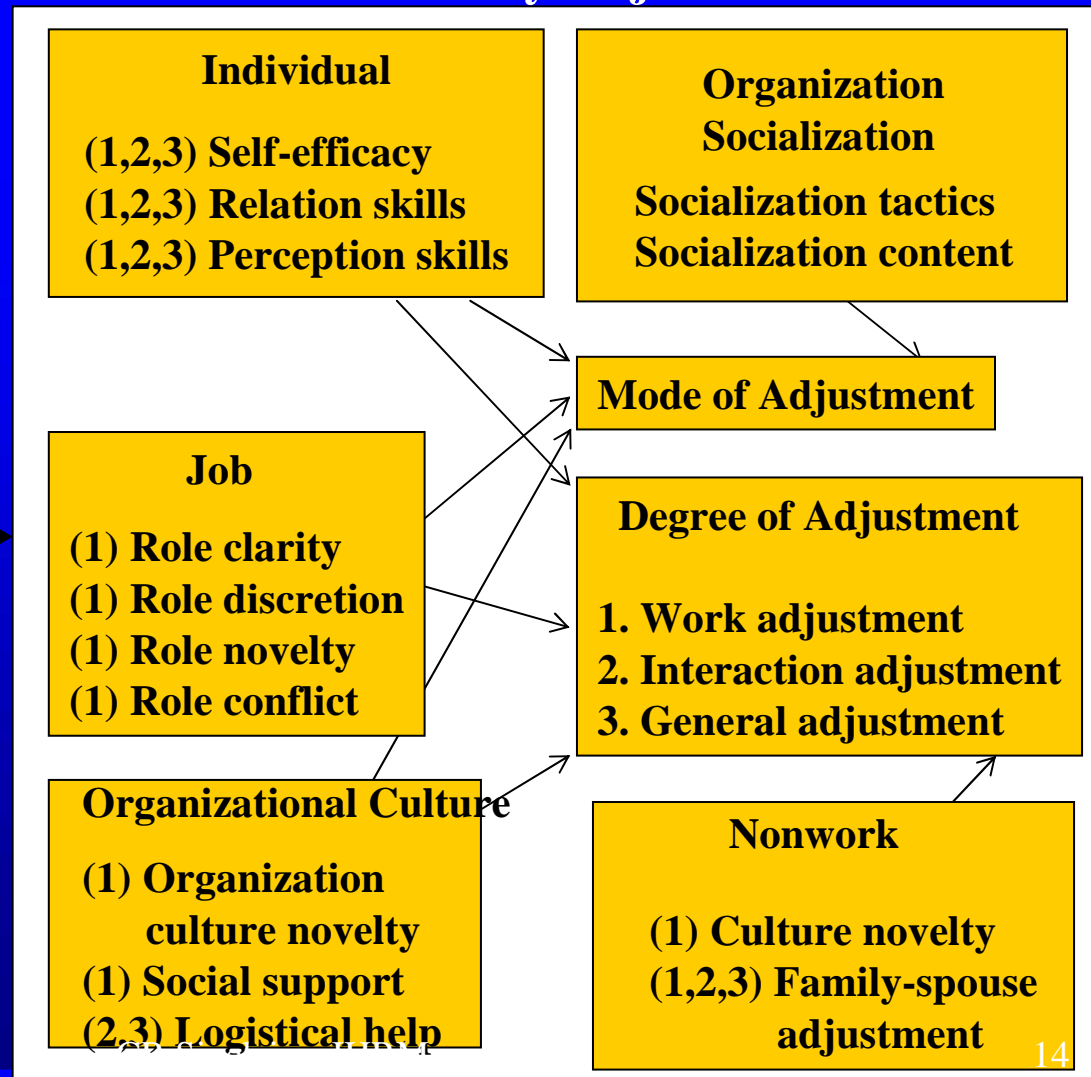 Individual
(1,2,3) Self-efficacy
(1,2,3) Relation skills
(1,2,3) Perception skills
Organization
Socialization
Socialization tactics
Socialization content
Mode of Adjustment
Job
(1) Role clarity
(1) Role discretion
(1) Role novelty
(1) Role conflict
Degree of Adjustment
1. Work adjustment
2. Interaction adjustment
3. General adjustment
Organizational Culture
(1) Organization
culture novelty
(1) Social support
(2,3) Logistical help
Nonwork
(1) Culture novelty
(1,2,3) Family-spouse
adjustment
14